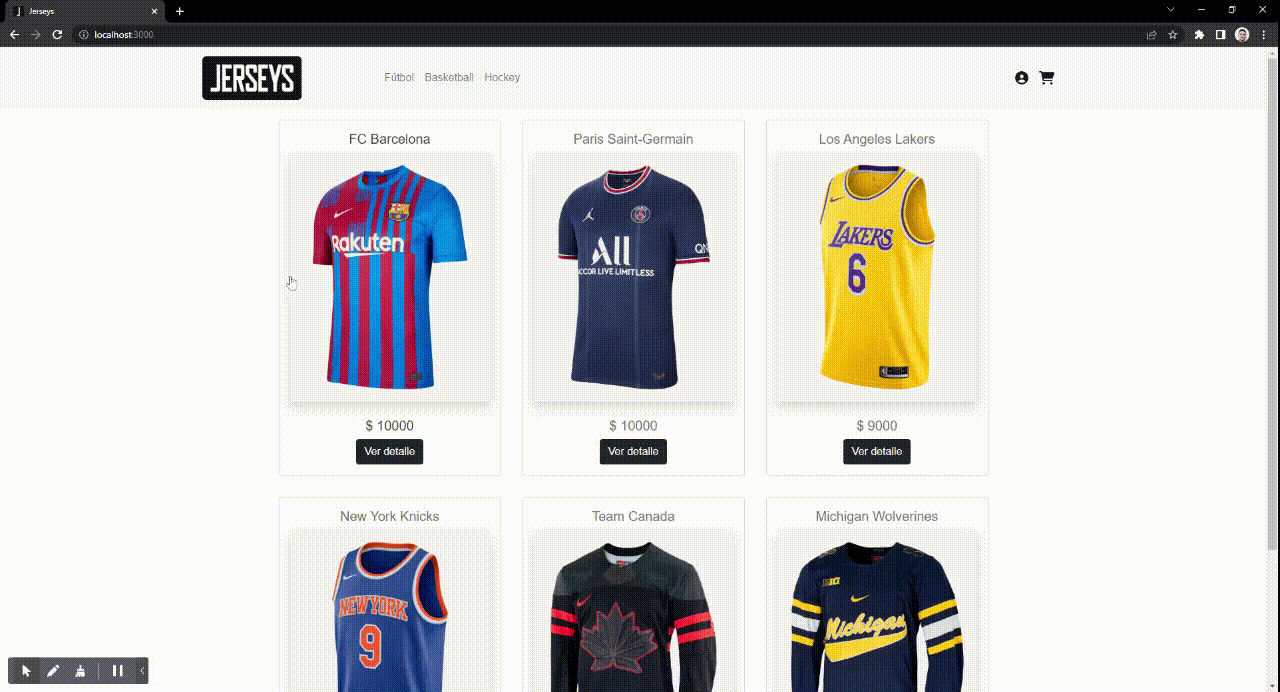 Jerseys
localhost:3000
JERSEYS
Fútbol Basketball Hockey
FC Barcelona
Paris Saint-Germain
Los Angeles Lakers
Rakuten
All
ACCOR LIVE LIMITLESS
QN
LAKERS
6
$ 10000
$ 10000
$ 9000
Ver detalle
Ver detalle
Ver detalle
New York Knicks
Team Canada
Michigan Wolverines
NEW YORK
9
Michigan